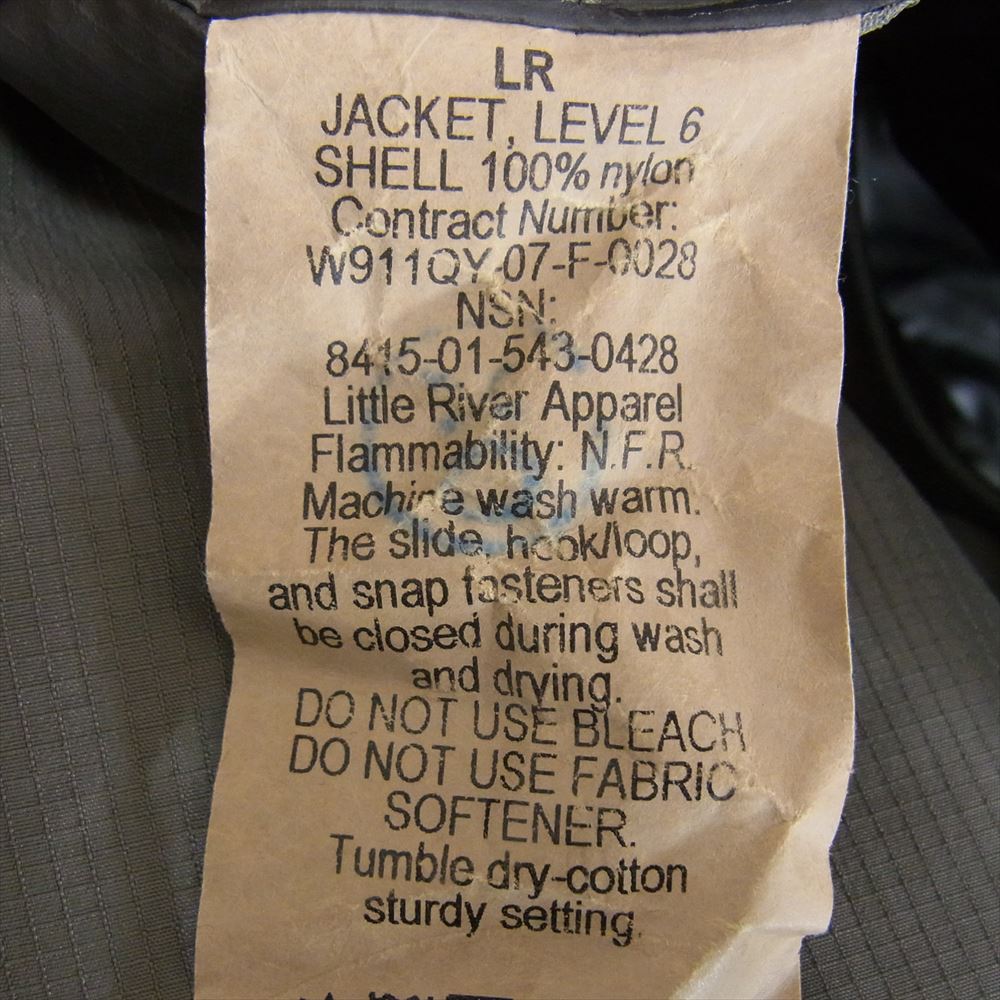 LR
JACKET, LEVEL 6
SHELL 100% nylon
Contract Number:
W911QY-07-F-0028
NSN:
8415-01-543-0428
Little River Apparel
Flammability: N.F.R.
Machine wash warm.
The slide, hook/loop,
and snap fasteners shall
be closed during wash
and drying.
DO NOT USE BLEACH
DO NOT USE FABRIC
SOFTENER.
Tumble dry-cotton
sturdy setting.